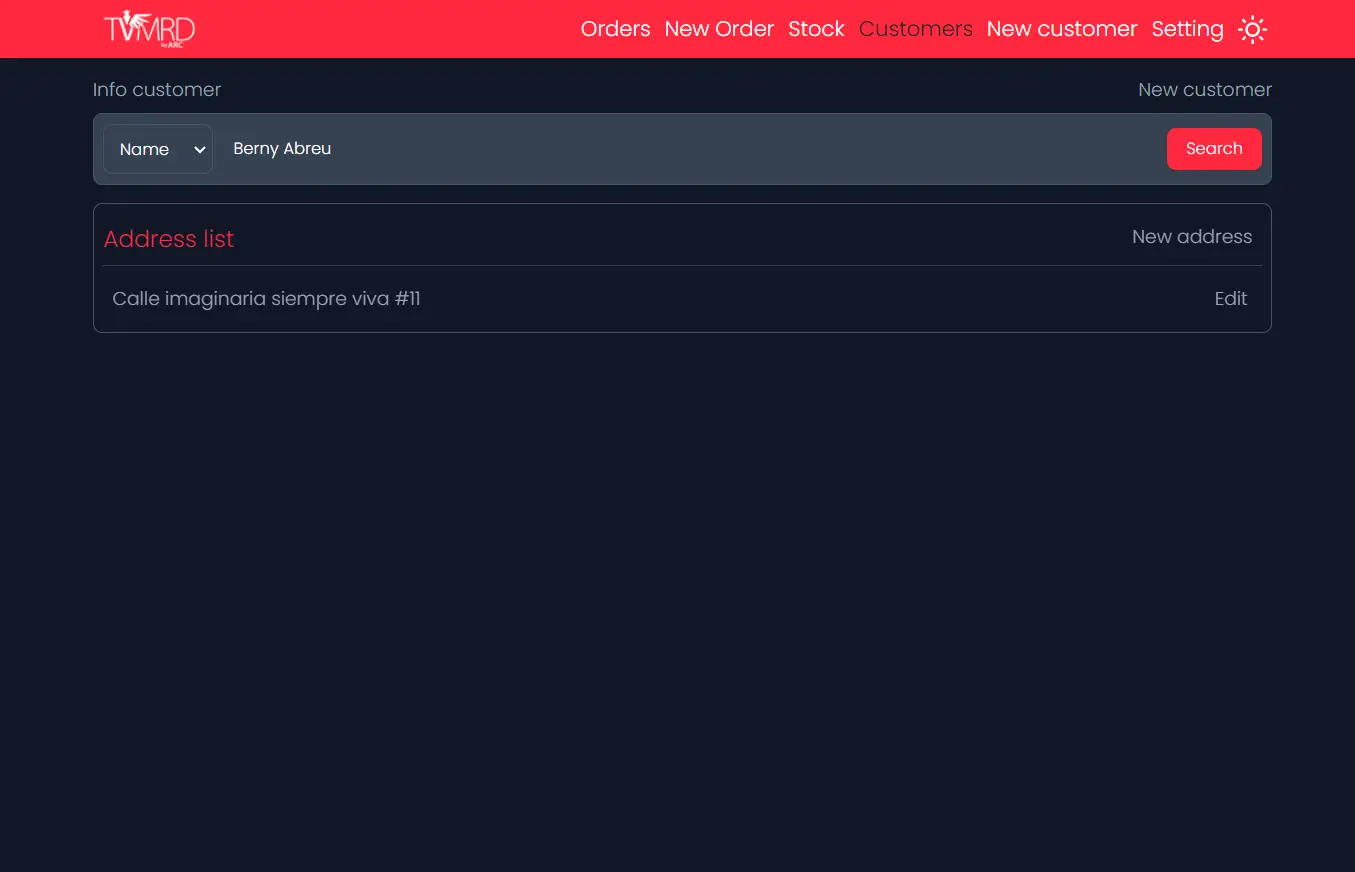 TVMRD
by ARC
Orders New Order Stock Customers New customer Setting
Info customer New customer
Name Berny Abreu Search
Address list New address
Calle imaginaria siempre viva #11 Edit